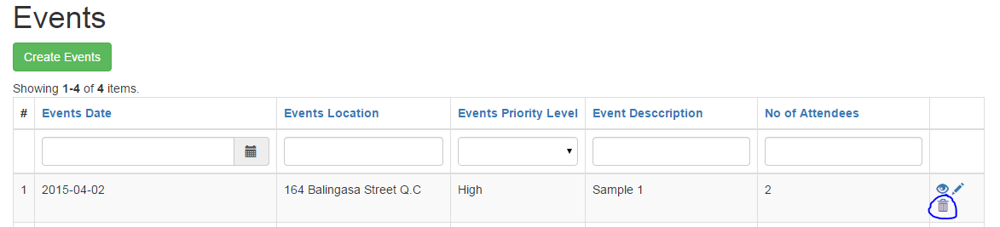 Events
Create Events
Showing 1-4 of 4 items.
# Events Date Events Location Events Priority Level Event Desccription No of Attendees
1 2015-04-02 164 Balingasa Street Q.C High Sample 1 2